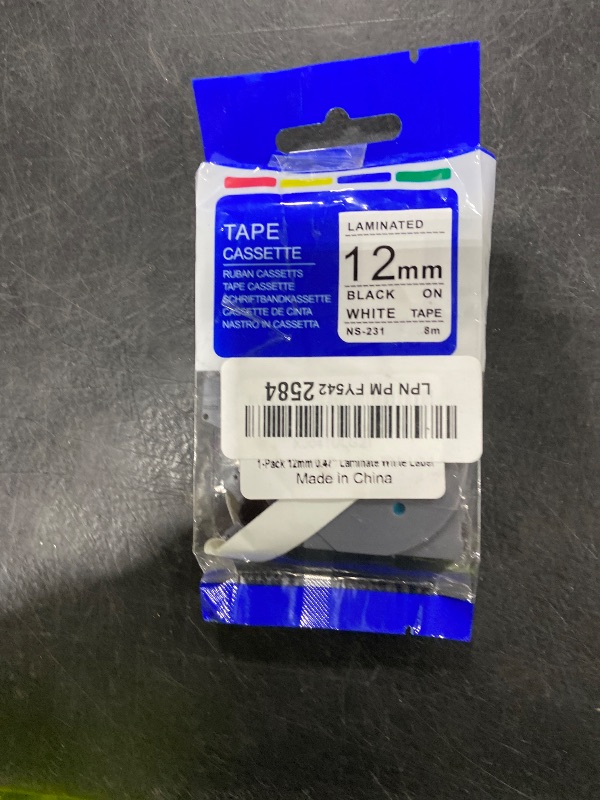 TAPE
CASSETTE
RUBAN CASSETTS
TAPE CASSETTE
SCHRIFTBANDKASSETTE
CASSETTE DE CINTA
NASTRO IN CASSETTA
LAMINATED
12mm
BLACK ON
WHITE TAPE
NS-231 8m
LPN PM FY542 2584
1-Pack 12mm 0.47" Laminate White Label
Made in China